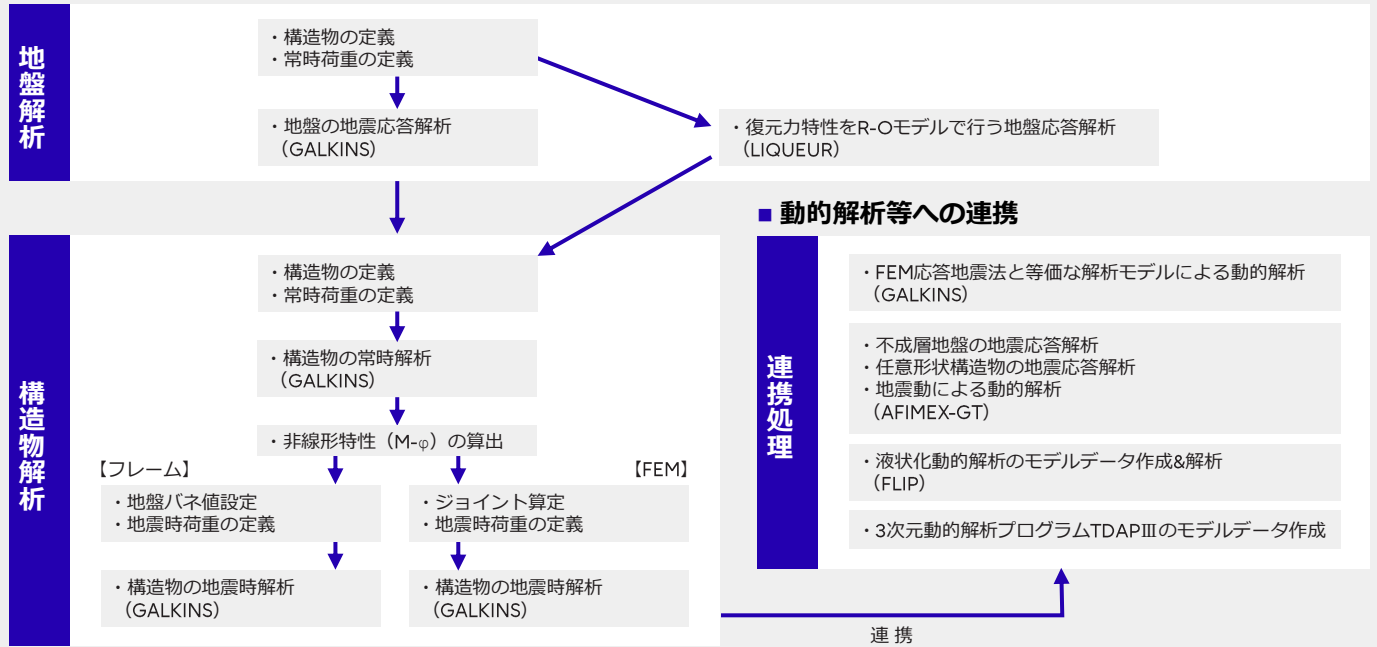 地盤解析
・構造物の定義
・常時荷重の定義
・地盤の地震応答解析
（GALKINS）
・復元力特性をR-Oモデルで行う地盤応答解析
（LIQUEUR）
構造物解析
・構造物の定義
・常時荷重の定義
・構造物の常時解析
（GALKINS）
・非線形特性（M-φ）の算出
【フレーム】
【FEM】
・地盤バネ値設定
・地震時荷重の定義
・ジョイント算定
・地震時荷重の定義
・構造物の地震時解析
（GALKINS）
・構造物の地震時解析
（GALKINS）
■ 動的解析等への連携
連携処理
・FEM応答地震法と等価な解析モデルによる動的解析
（GALKINS）
・不成層地盤の地震応答解析
・任意形状構造物の地震応答解析
・地震動による動的解析
（AFIMEX-GT）
・液状化動的解析のモデルデータ作成&解析
（FLIP）
・3次元動的解析プログラムTDAPⅢのモデルデータ作成
連 携